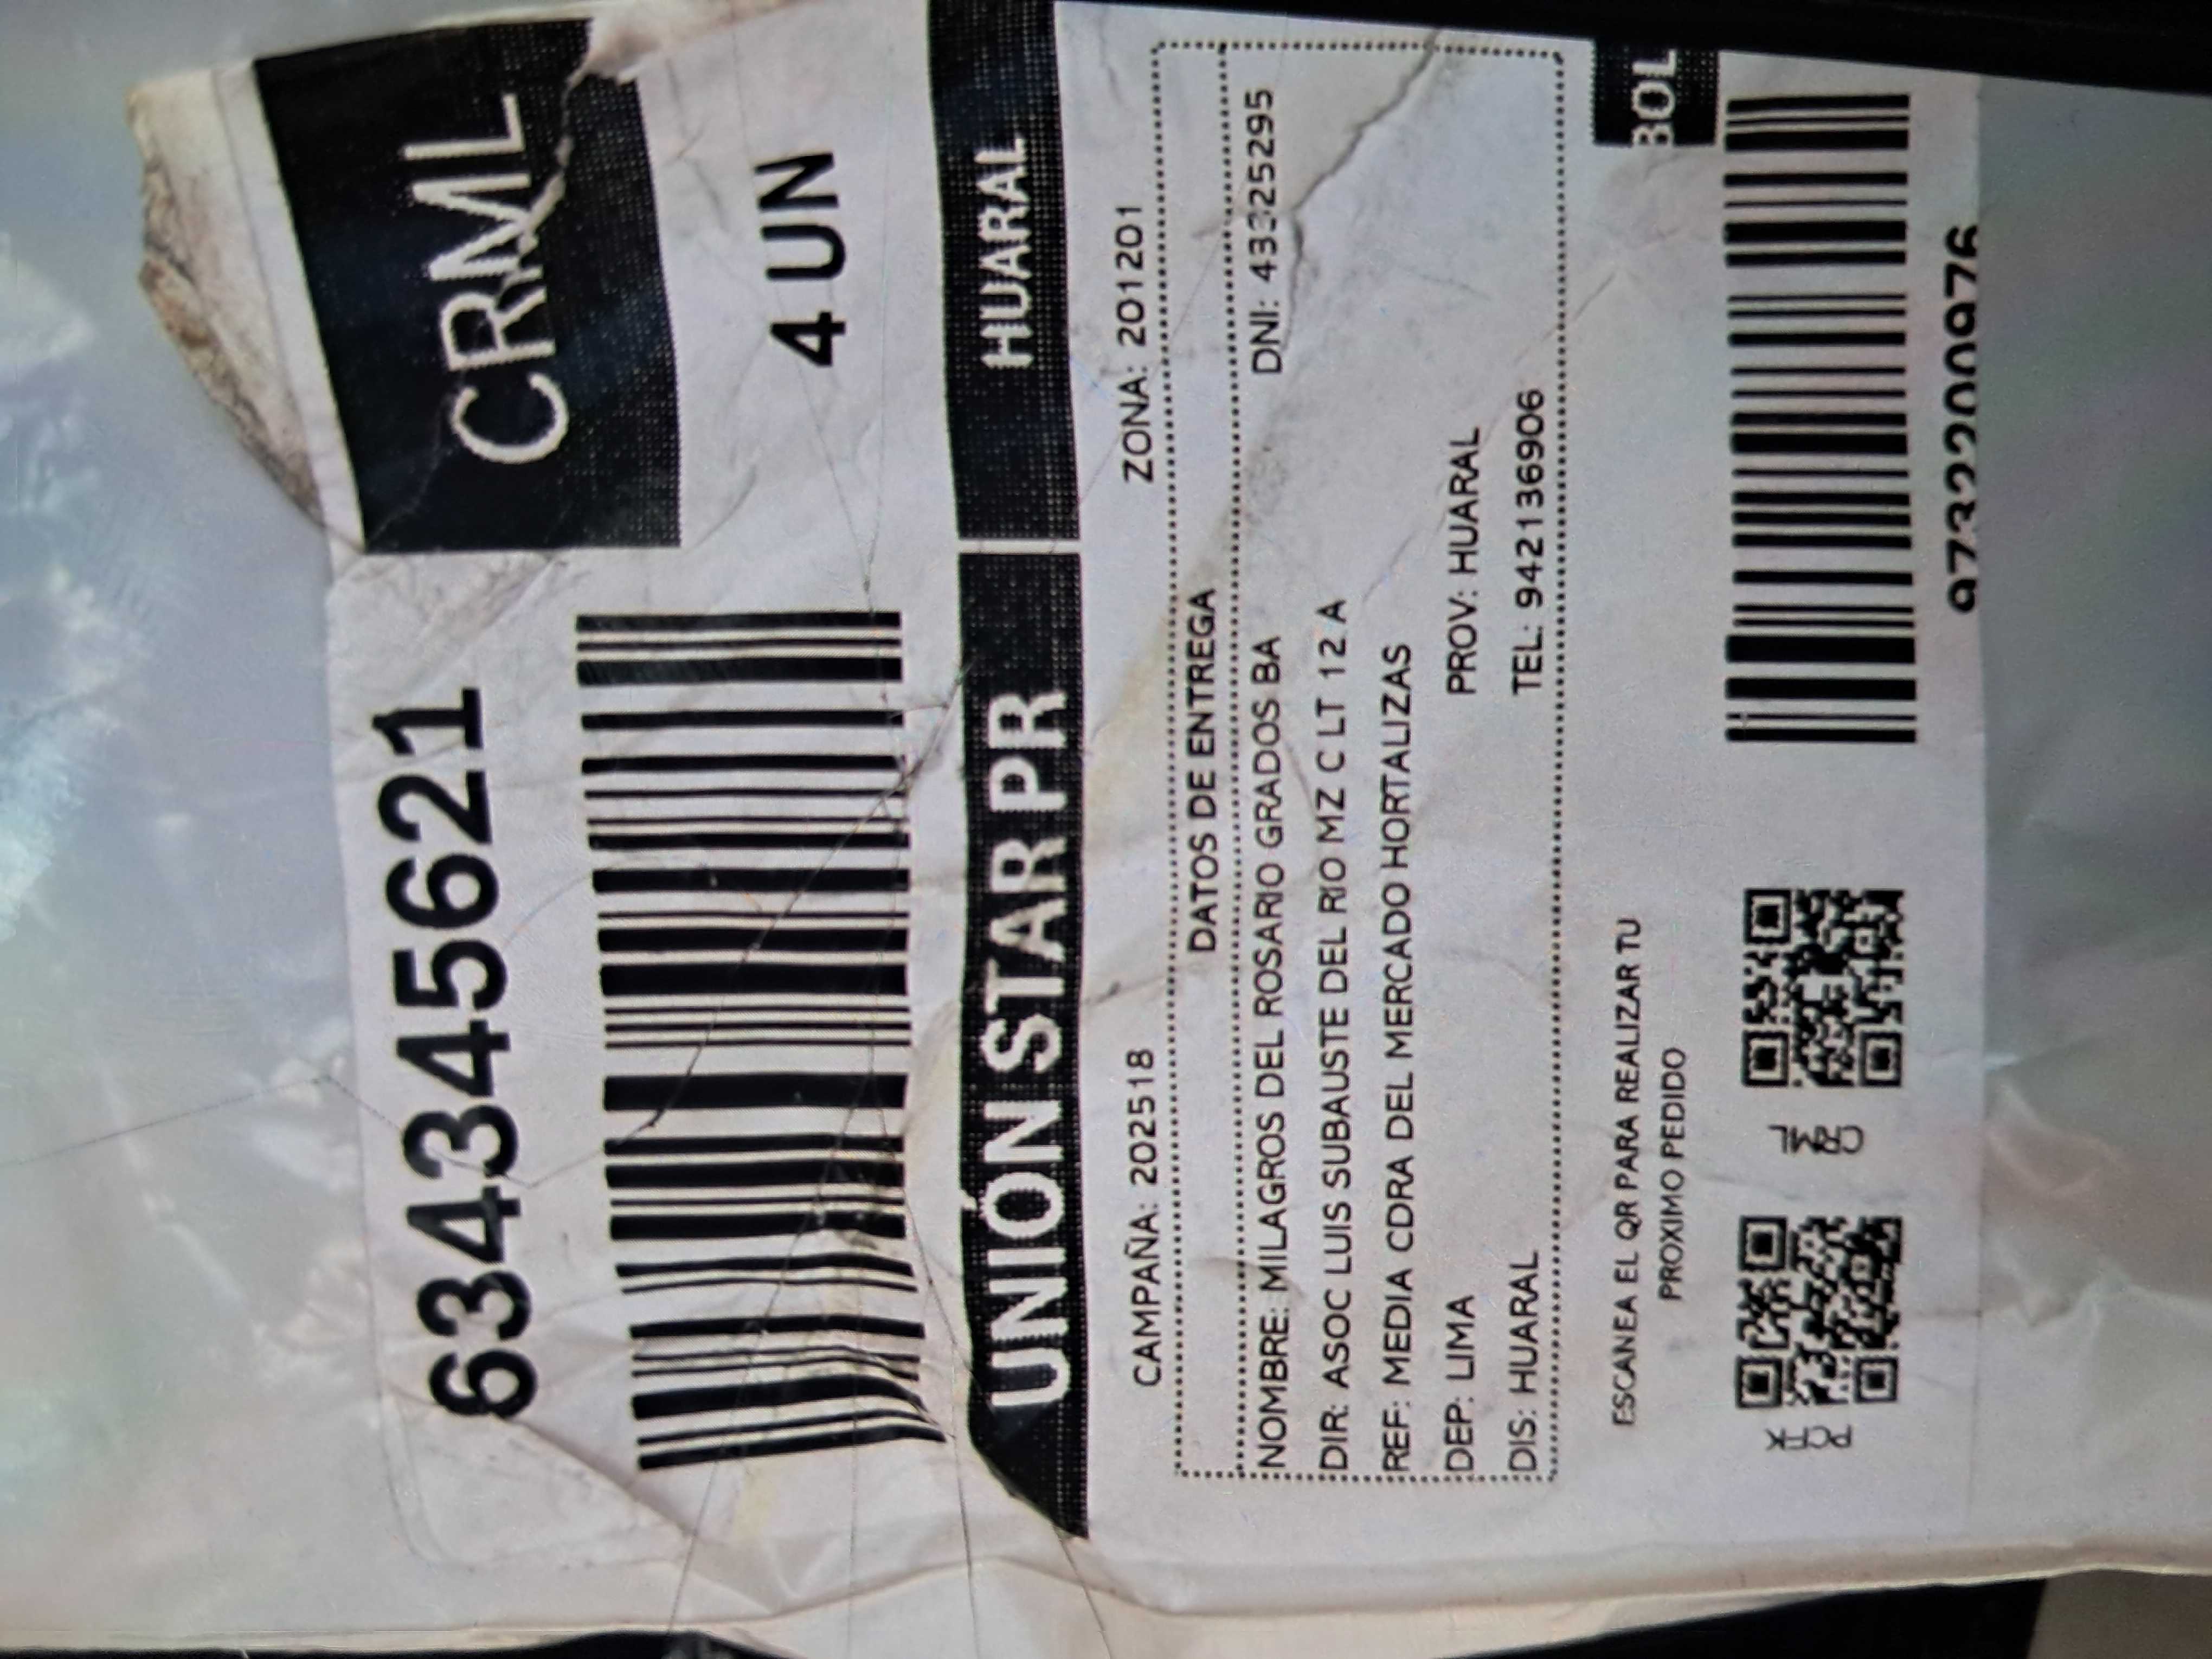 6343445621
CRML
4 UN
UNIÓN STAR PR
HUARAL
CAMPAÑA: 202518
ZONA: 201201
DATOS DE ENTREGA
NOMBRE: MILAGROS DEL ROSARIO GRADOS BA
DNI: 43325295
DIR: ASOC LUIS SUBAUSTE DEL RIO MZ C LT 12 A
REF: MEDIA CDRA DEL MERCADO HORTALIZAS
DEP: LIMA
PROV: HUARAL
DIS: HUARAL
TEL: 942136906
ESCANEA EL QR PARA REALIZAR TU
PROXIMO PEDIDO
BOL
PCFK
CRML
9732200976